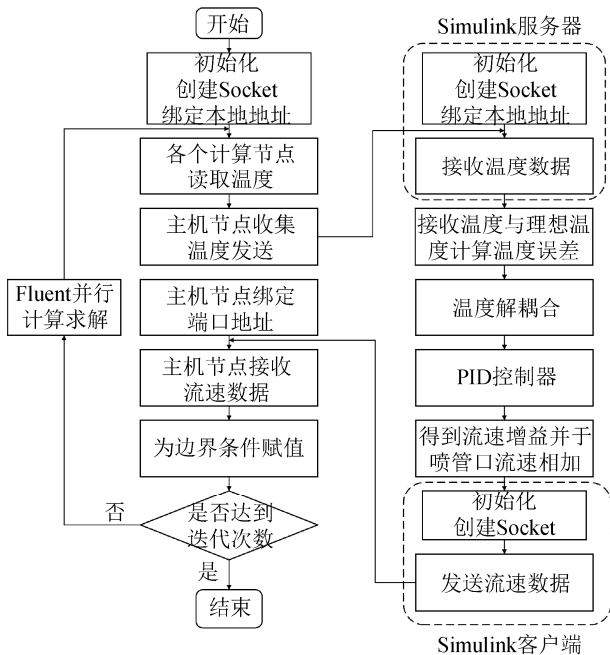 开始
初始化
创建Socket
绑定本地地址
各个计算节点
读取温度
主机节点收集
温度发送
Fluent并行
计算求解
主机节点绑定
端口地址
主机节点接收
流速数据
为边界条件赋值
否
是否达到
迭代次数
是
结束
Simulink服务器
初始化
创建Socket
绑定本地地址
接收温度数据
接收温度与理想温
度计算温度误差
温度解耦合
PID控制器
得到流速增益并于
喷管口流速相加
初始化
创建Socket
发送流速数据
Simulink客户端